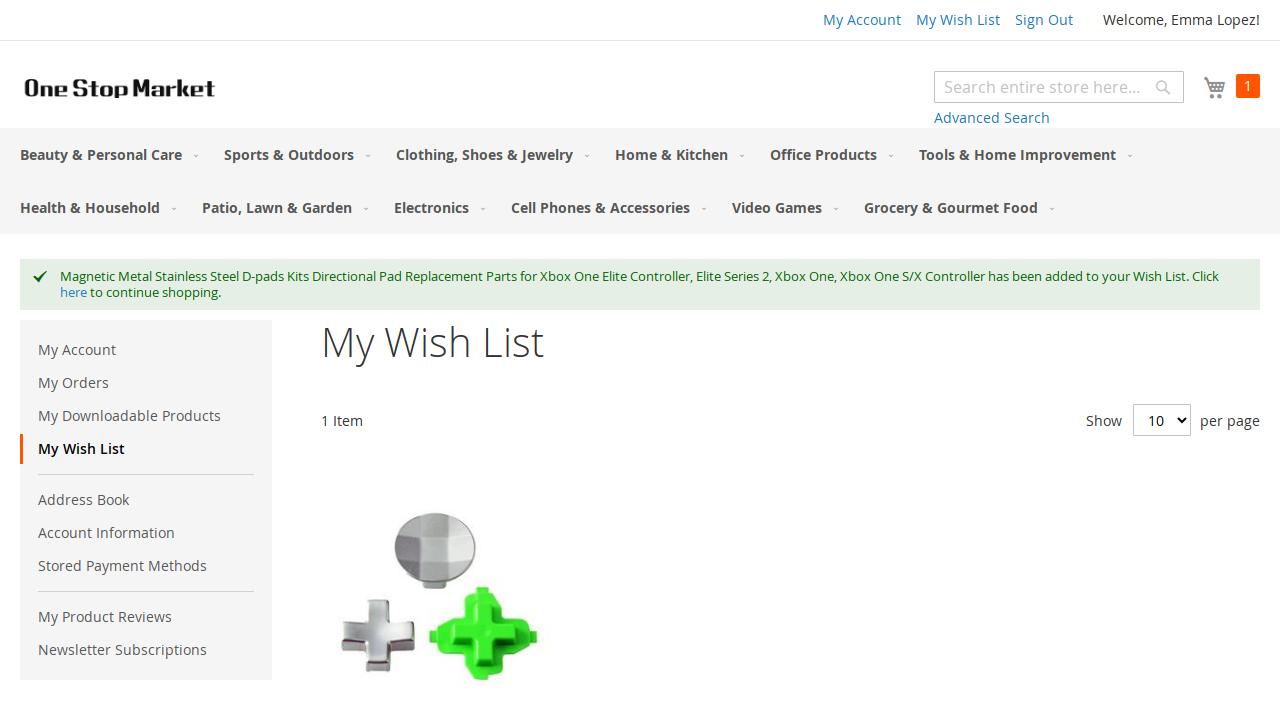 My Account My Wish List Sign Out Welcome, Emma Lopez!
One Stop Market
Search entire store here...
1
Advanced Search
Beauty & Personal Care Sports & Outdoors Clothing, Shoes & Jewelry Home & Kitchen Office Products Tools & Home Improvement
Health & Household Patio, Lawn & Garden Electronics Cell Phones & Accessories Video Games Grocery & Gourmet Food
Magnetic Metal Stainless Steel D-pads Kits Directional Pad Replacement Parts for Xbox One Elite Controller, Elite Series 2, Xbox One, Xbox One S/X Controller has been added to your Wish List. Click
here to continue shopping.
My Account
My Orders
My Downloadable Products
My Wish List
Address Book
Account Information
Stored Payment Methods
My Product Reviews
Newsletter Subscriptions
My Wish List
1 Item
Show 10 per page